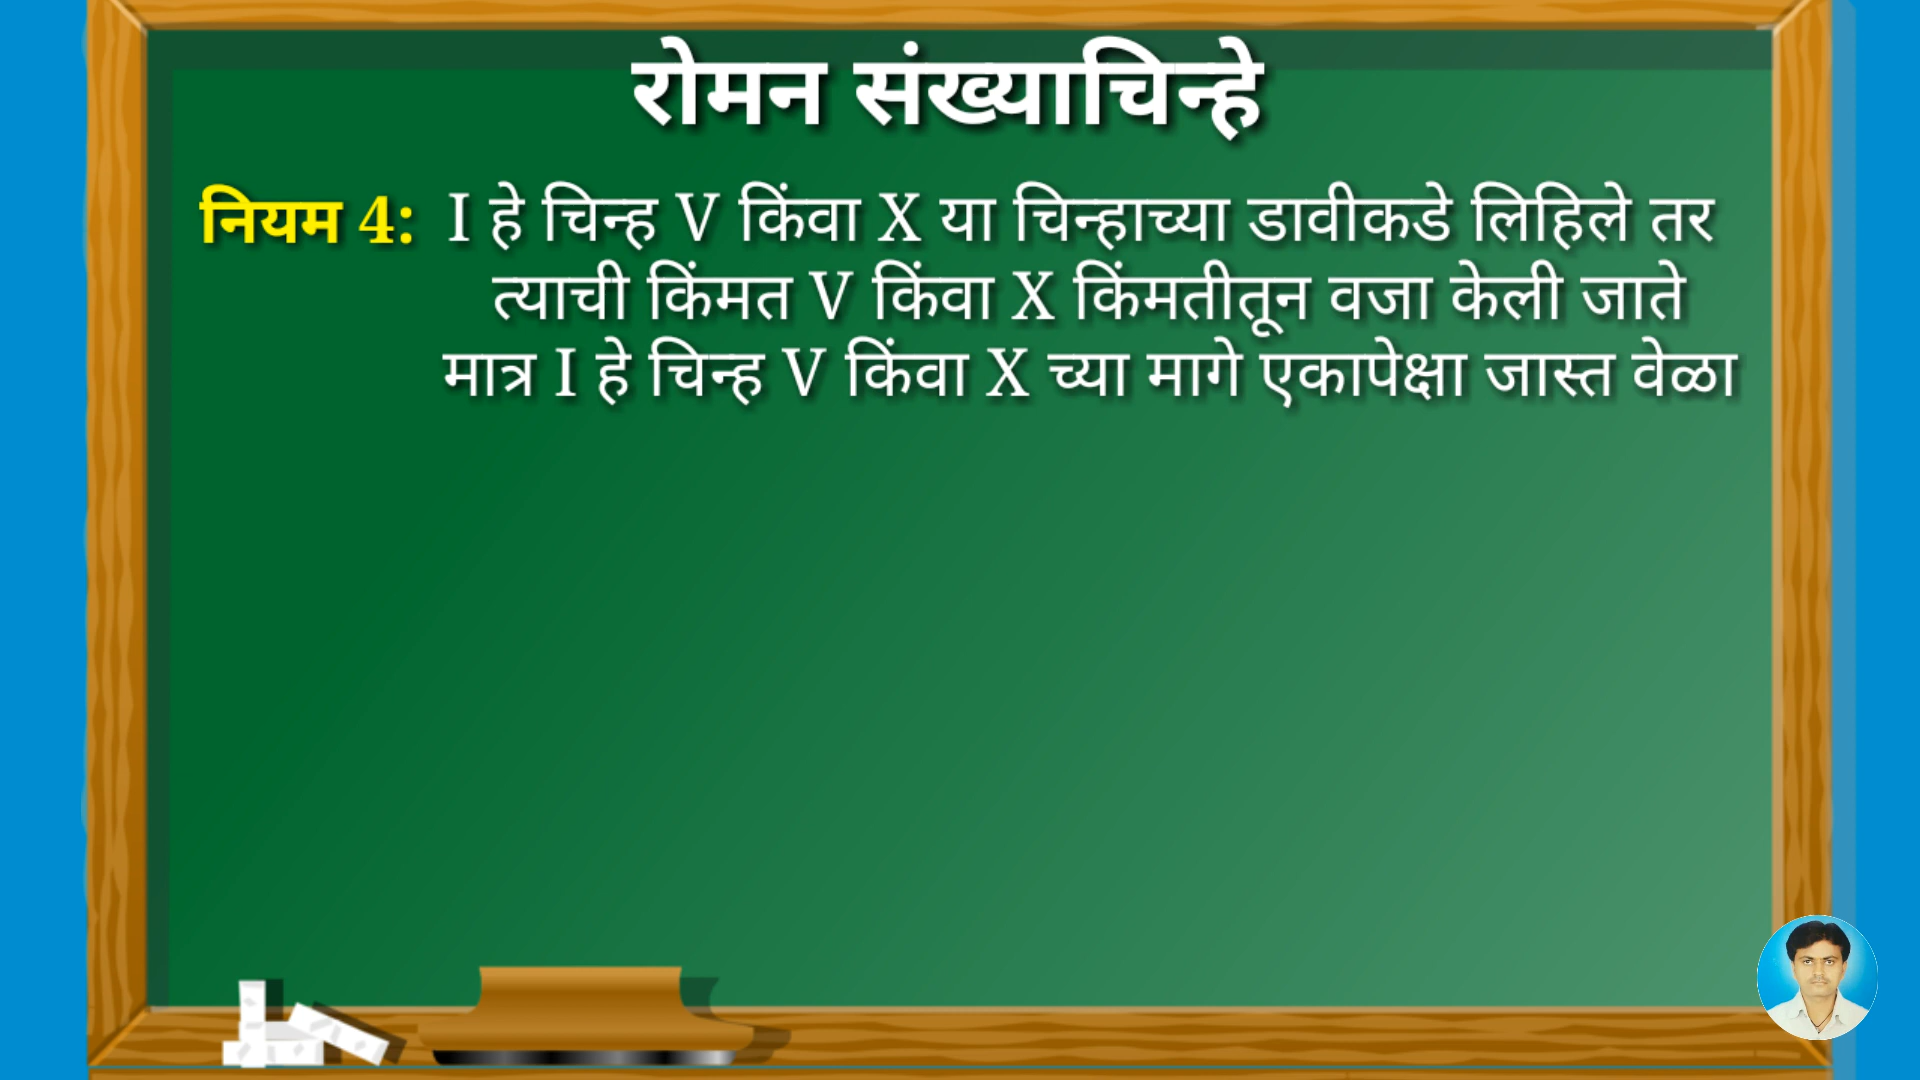 रोमन संख्याचिन्हे
नियम 4: I हे चिन्ह V किंवा X या चिन्हाच्या डावीकडे लिहिले तर
त्याची किंमत V किंवा X किंमतीतून वजा केली जाते
मात्र I हे चिन्ह V किंवा X च्या मागे एकापेक्षा जास्त वेळा